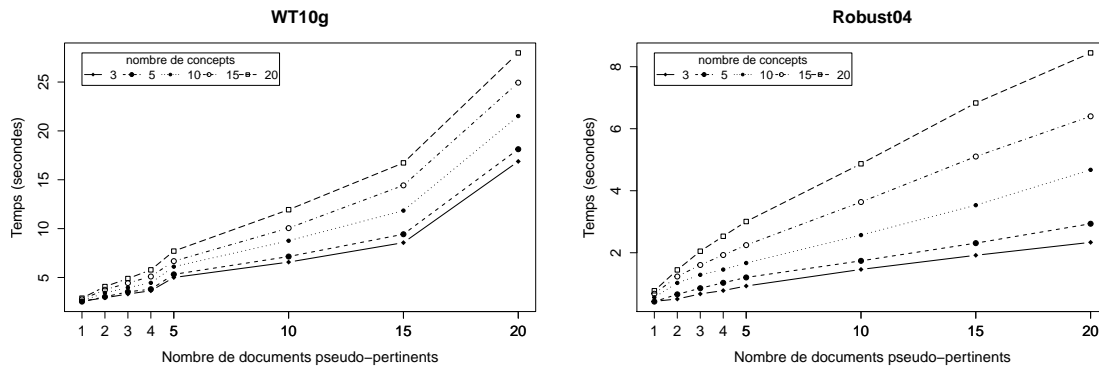 WT10g
nombre de concepts
3 5 10 15 20
Temps (secondes)
5 10 15 20 25
1 2 3 4 5 10 15 20
Nombre de documents pseudo−pertinents
Robust04
nombre de concepts
3 5 10 15 20
Temps (secondes)
2 4 6 8
1 2 3 4 5 10 15 20
Nombre de documents pseudo−pertinents